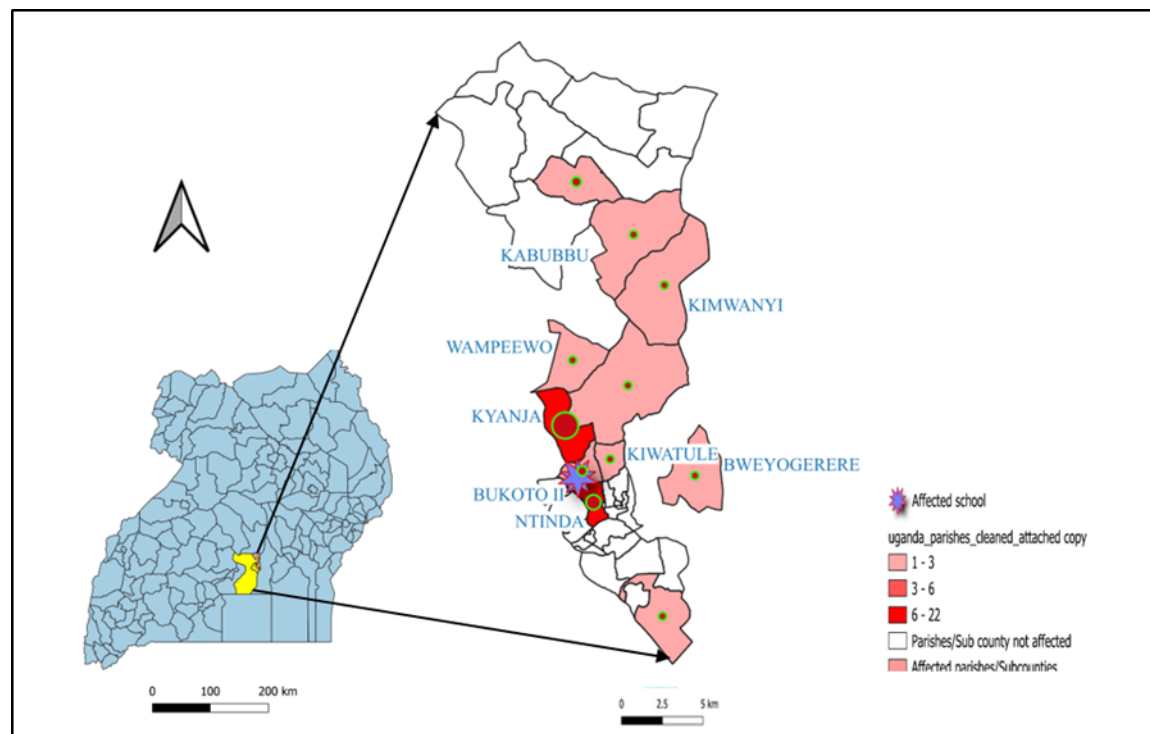 KABUBBU
KIMWANYI
WAMPEEWO
KYANJA
KIWATULE
BWEYOGERERE
BUKOTO II
NTINDA
Affected school
uganda_parishes_cleaned_attached copy
1 - 3
3 - 6
6 - 22
Parishes/Sub county not affected
Affected parishes/Subcounties
0 100 200 km
0 2.5 5 km